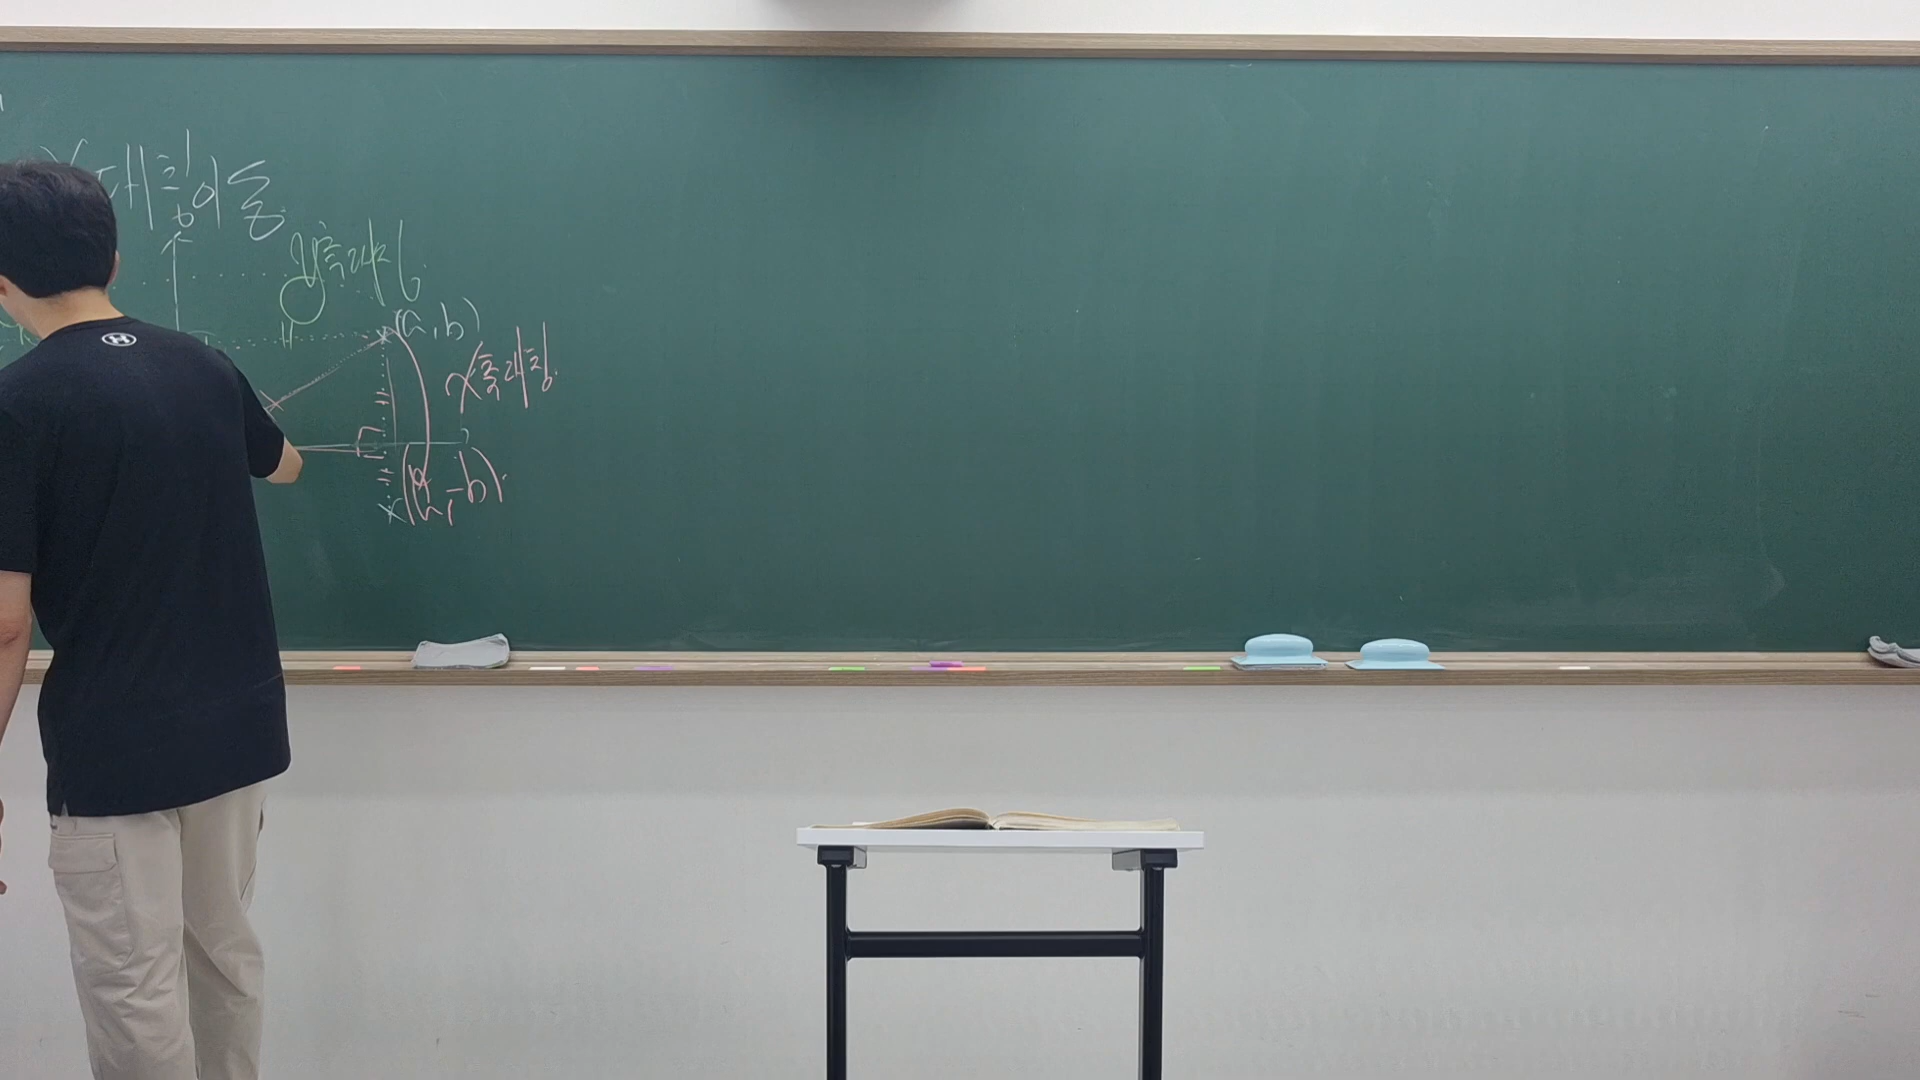 대칭이동
y축대칭
(a, b)
x축대칭.
(a, -b)